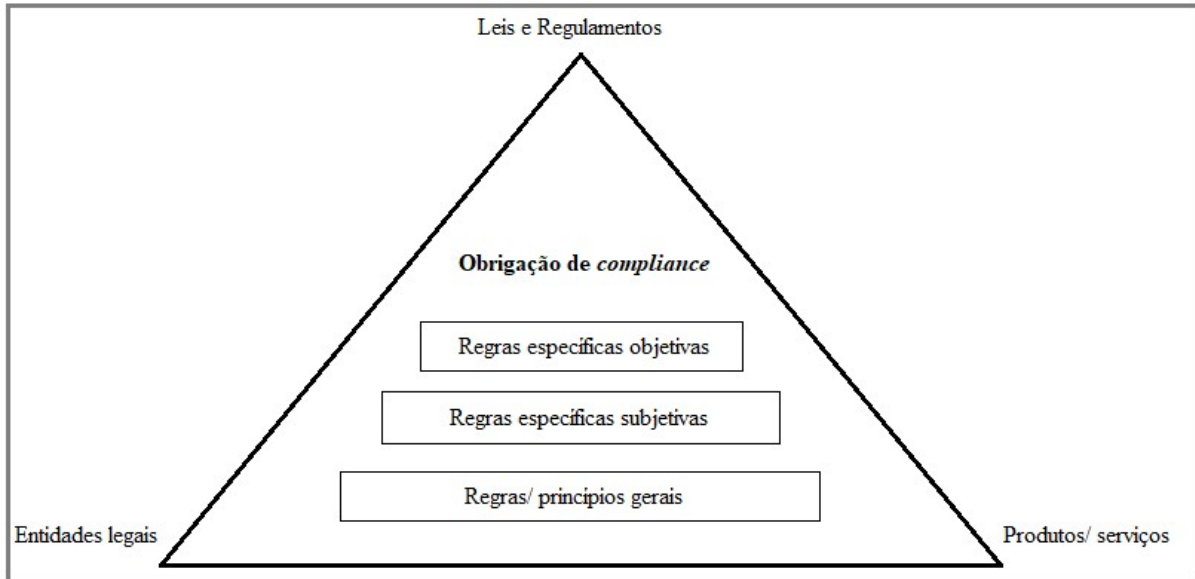 Leis e Regulamentos
Obrigação de compliance
Regras específicas objetivas
Regras específicas subjetivas
Regras/ princípios gerais
Entidades legais
Produtos/ serviços